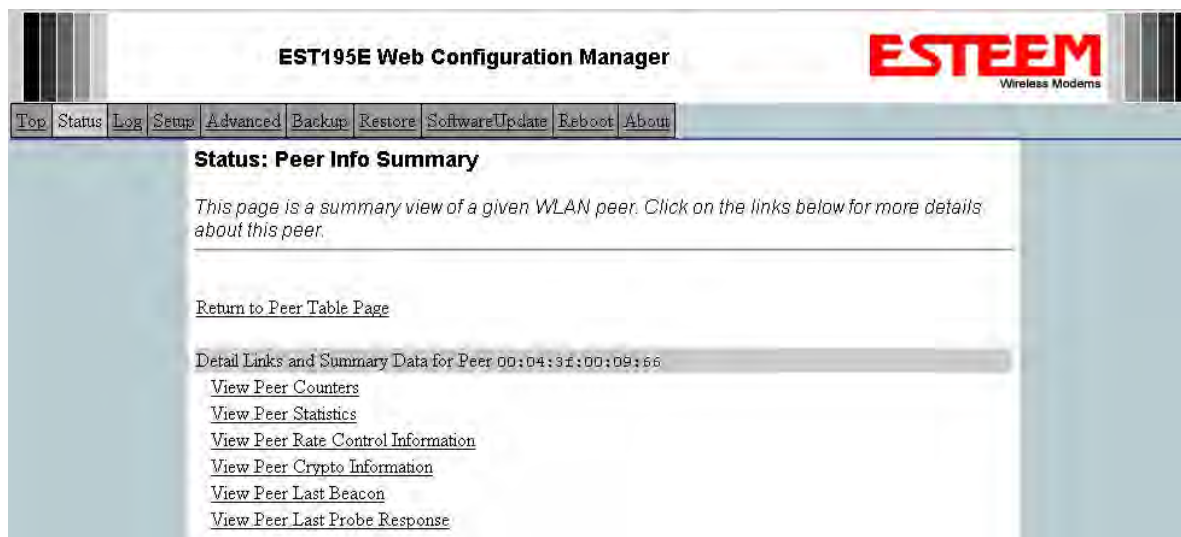 EST195E Web Configuration Manager
ESTEEM
Wireless Modems
Top Status Log Setup Advanced Backup Restore SoftwareUpdate Reboot About
Status: Peer Info Summary
This page is a summary view of a given WLAN peer. Click on the links below for more details
about this peer.
Return to Peer Table Page
Detail Links and Summary Data for Peer 00:04:3f:00:09:66
View Peer Counters
View Peer Statistics
View Peer Rate Control Information
View Peer Crypto Information
View Peer Last Beacon
View Peer Last Probe Response